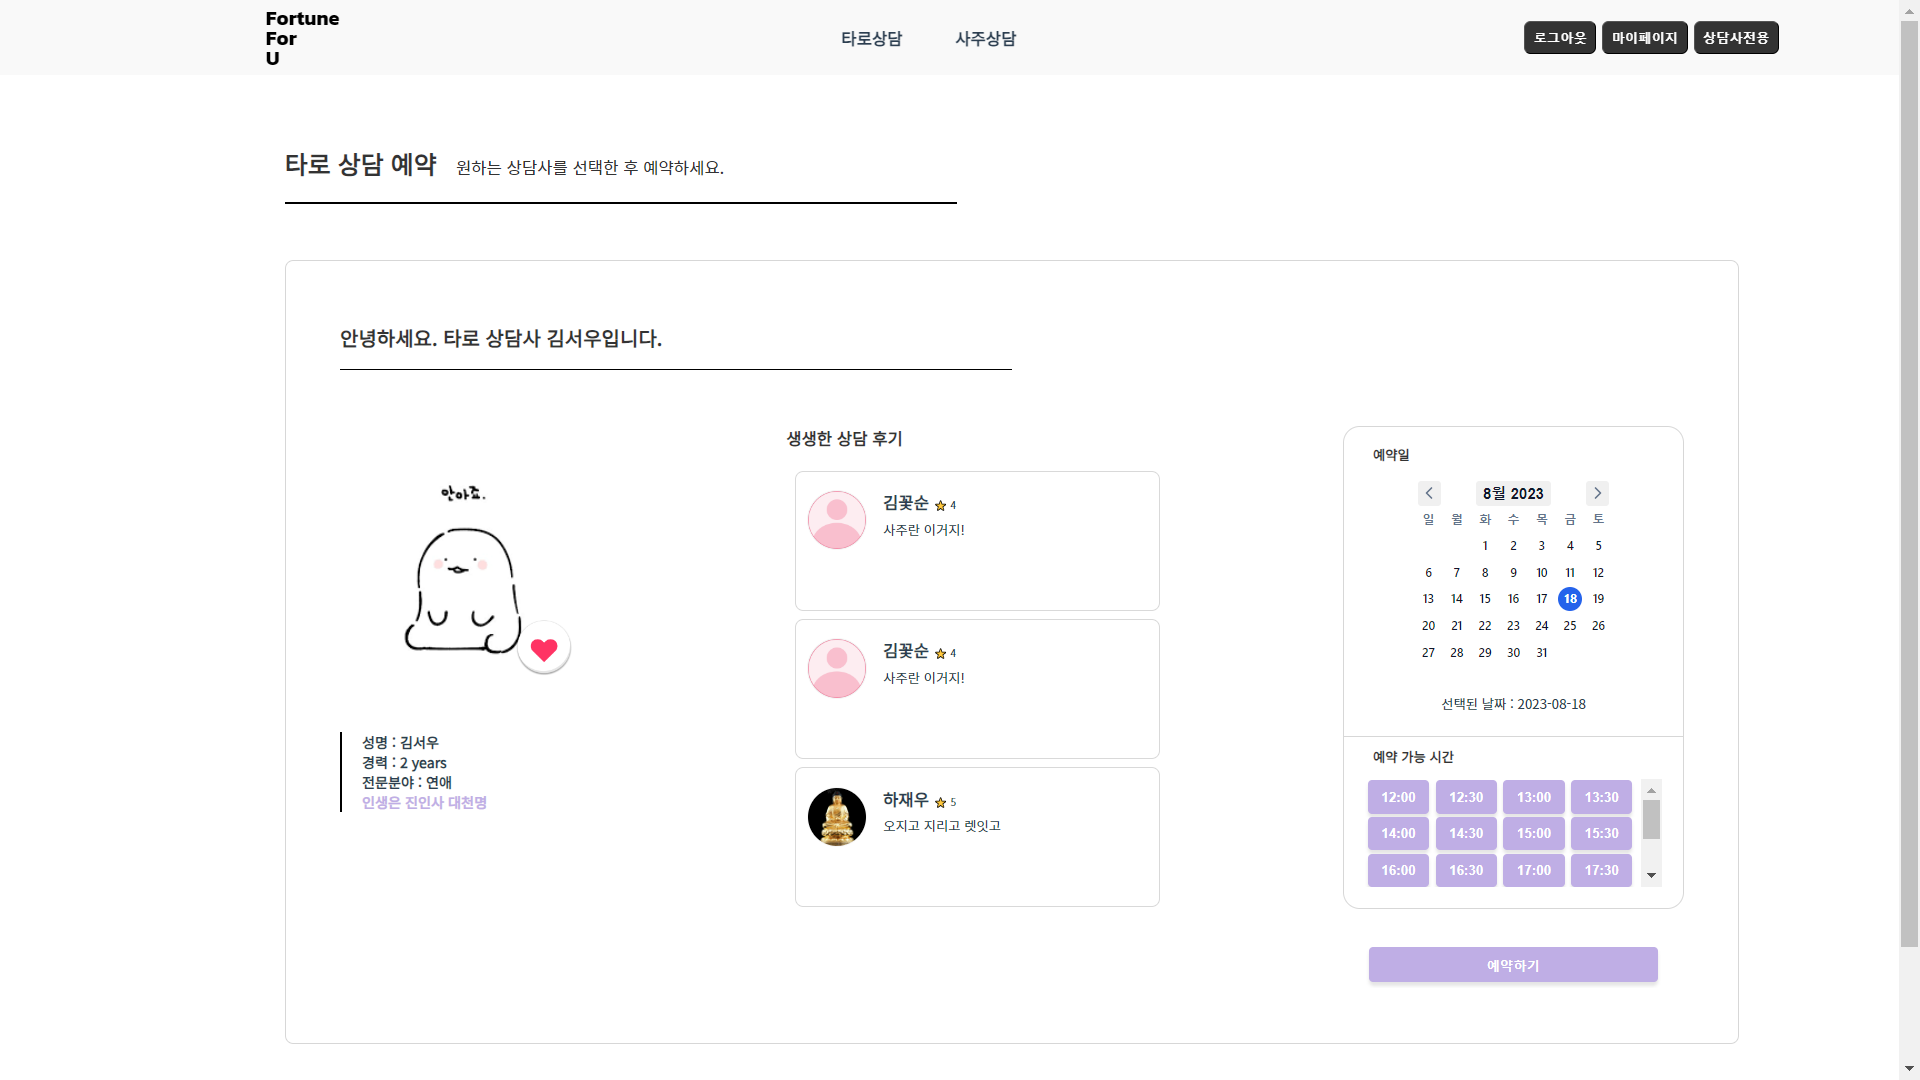 Fortune
For
U
타로상담 사주상담
로그아웃 마이페이지 상담사전용
타로 상담 예약 원하는 상담사를 선택한 후 예약하세요.
안녕하세요. 타로 상담사 김서우입니다.
안아죠.
성명 : 김서우
경력 : 2 years
전문분야 : 연애
인생은 진인사 대천명
생생한 상담 후기
김꽃순 4
사주란 이거지!
김꽃순 4
사주란 이거지!
하재우 5
오지고 지리고 렛잇고
예약일
8월 2023
일 월 화 수 목 금 토
1 2 3 4 5
6 7 8 9 10 11 12
13 14 15 16 17 18 19
20 21 22 23 24 25 26
27 28 29 30 31
선택된 날짜 : 2023-08-18
예약 가능 시간
12:00 12:30 13:00 13:30
14:00 14:30 15:00 15:30
16:00 16:30 17:00 17:30
예약하기